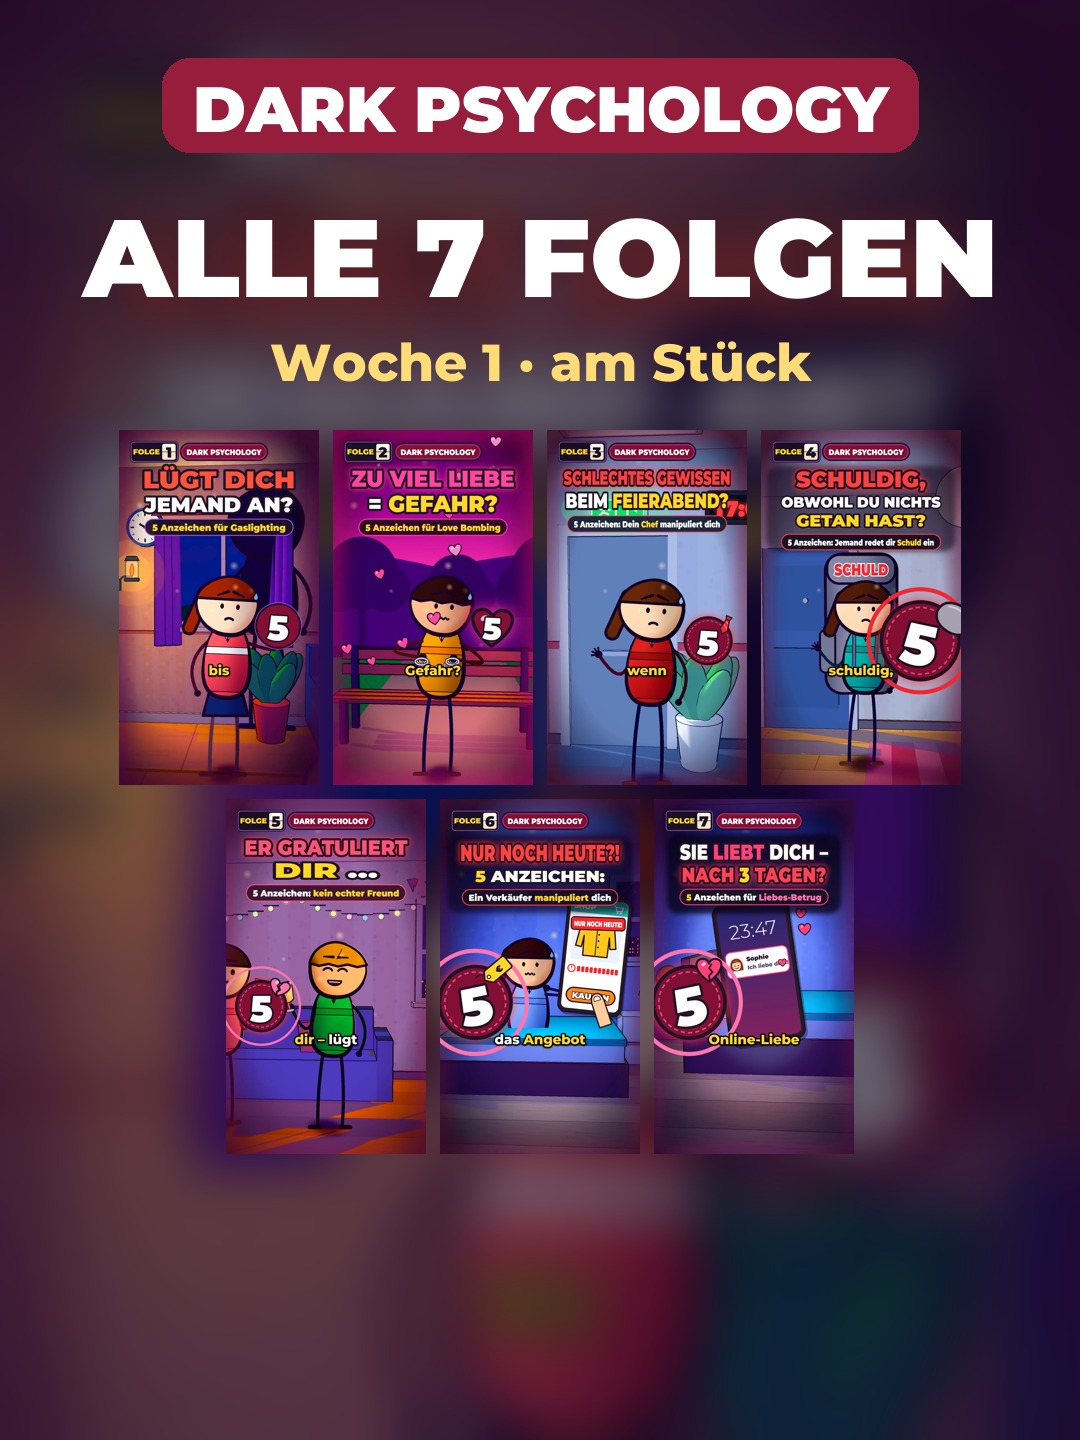 DARK PSYCHOLOGY
ALLE 7 FOLGEN
Woche 1 • am Stück
FOLGE 1 DARK PSYCHOLOGY
LÜGT DICH
JEMAND AN?
5 Anzeichen für Gaslighting
5
bis
FOLGE 2 DARK PSYCHOLOGY
ZU VIEL LIEBE
= GEFAHR?
5 Anzeichen für Love Bombing
5
Gefahr?
FOLGE 3 DARK PSYCHOLOGY
SCHLECHTES GEWISSEN
BEIM FEIERABEND?
5 Anzeichen: Dein Chef manipuliert dich
5
wenn
FOLGE 4 DARK PSYCHOLOGY
SCHULDIG,
OBWOHL DU NICHTS
GETAN HAST?
5 Anzeichen: Jemand redet dir Schuld ein
SCHULD
5
schuldig,
FOLGE 5 DARK PSYCHOLOGY
ER GRATULIERT
DIR ...
5 Anzeichen: kein echter Freund
5
dir – lügt
FOLGE 6 DARK PSYCHOLOGY
NUR NOCH HEUTE?!
5 ANZEICHEN:
Ein Verkäufer manipuliert dich
NUR NOCH HEUTE!
5
das Angebot
FOLGE 7 DARK PSYCHOLOGY
SIE LIEBT DICH –
NACH 3 TAGEN?
5 Anzeichen für Liebes-Betrug
23:47
Sophie
Ich liebe
5
Online-Liebe